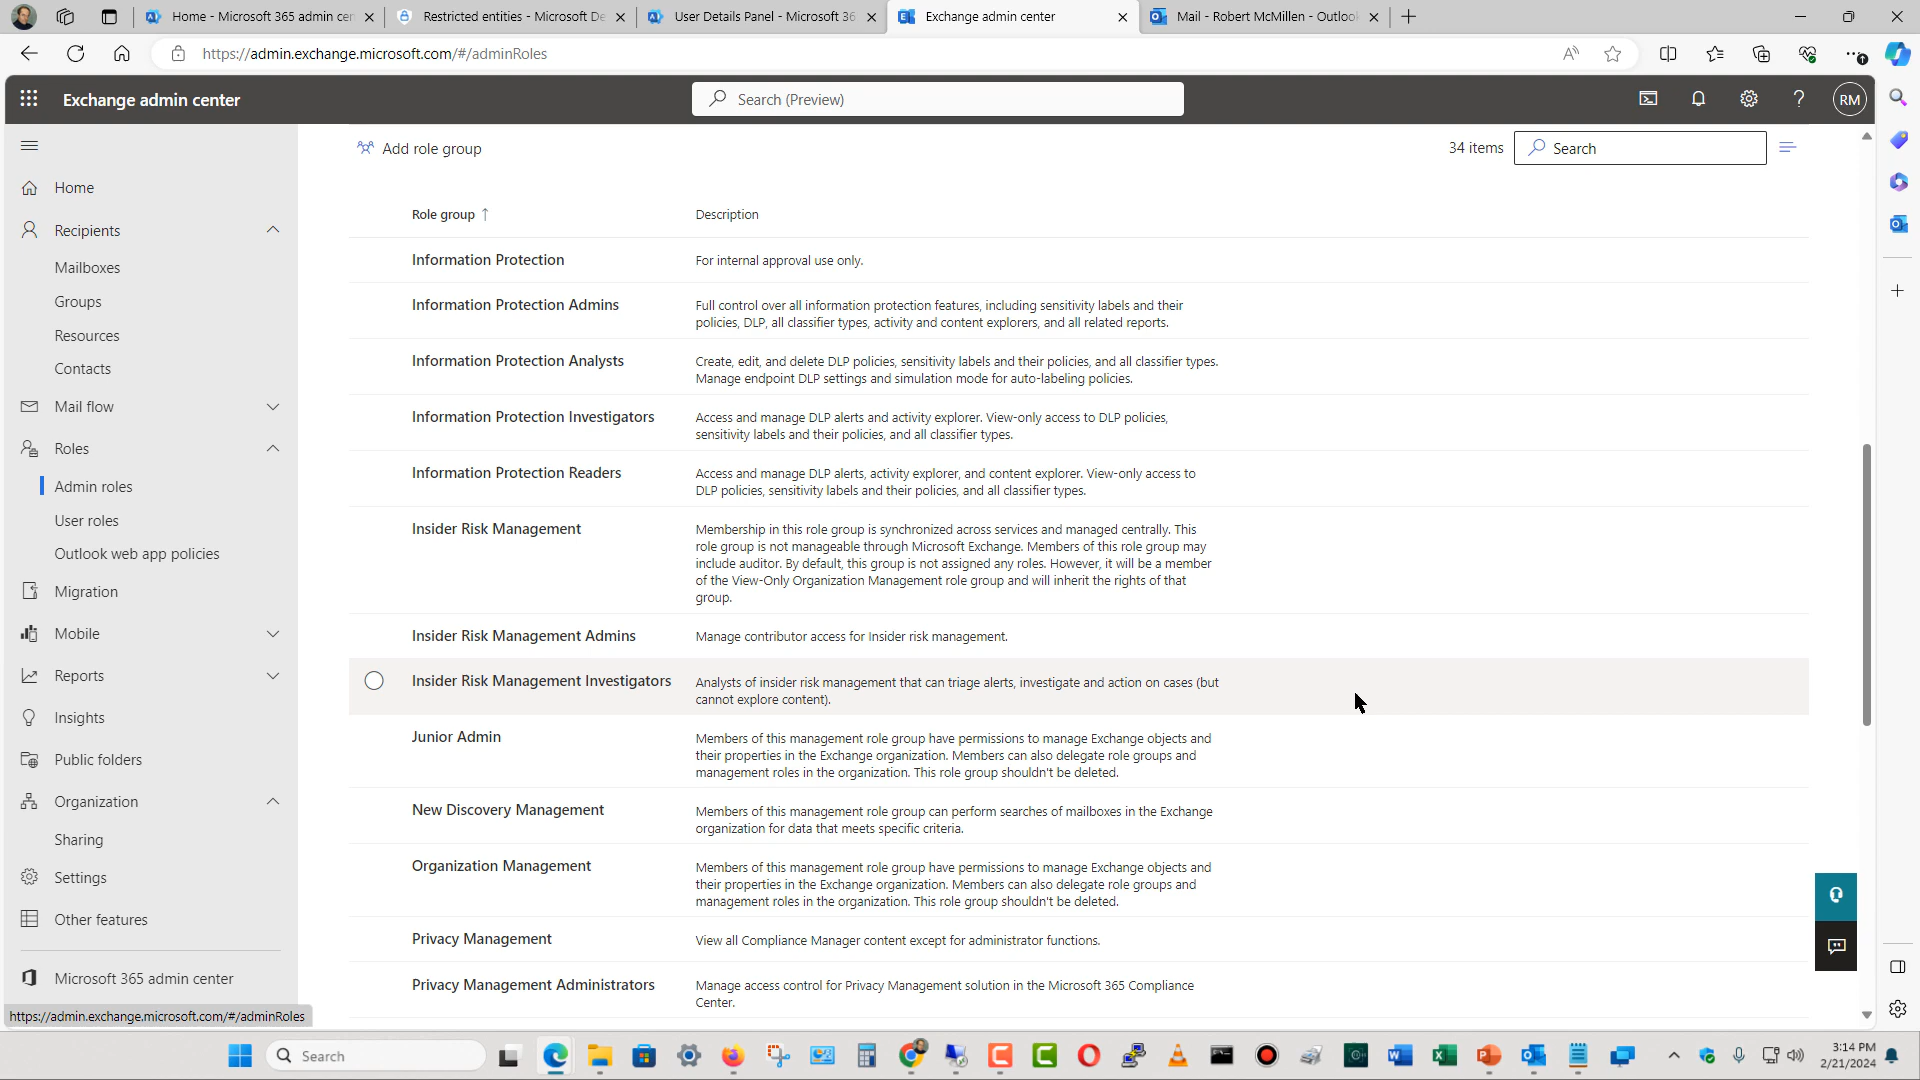 Home - Microsoft 365 admin cen
Restricted entities - Microsoft De
User Details Panel - Microsoft 36
Exchange admin center
Mail - Robert McMillen - Outlook
https://admin.exchange.microsoft.com/#/adminRoles
Exchange admin center
Search (Preview)
RM
Add role group
34 items
Search
Home
Recipients
Mailboxes
Groups
Resources
Contacts
Mail flow
Roles
Admin roles
User roles
Outlook web app policies
Migration
Mobile
Reports
Insights
Public folders
Organization
Sharing
Settings
Other features
Microsoft 365 admin center
https://admin.exchange.microsoft.com/#/adminRoles
Role group ↑
Description
Information Protection
For internal approval use only.
Information Protection Admins
Full control over all information protection features, including sensitivity labels and their
policies, DLP, all classifier types, activity and content explorers, and all related reports.
Information Protection Analysts
Create, edit, and delete DLP policies, sensitivity labels and their policies, and all classifier types.
Manage endpoint DLP settings and simulation mode for auto-labeling policies.
Information Protection Investigators
Access and manage DLP alerts and activity explorer. View-only access to DLP policies,
sensitivity labels and their policies, and all classifier types.
Information Protection Readers
Access and manage DLP alerts, activity explorer, and content explorer. View-only access to
DLP policies, sensitivity labels and their policies, and all classifier types.
Insider Risk Management
Membership in this role group is synchronized across services and managed centrally. This
role group is not manageable through Microsoft Exchange. Members of this role group may
include auditor. By default, this group is not assigned any roles. However, it will be a member
of the View-Only Organization Management role group and will inherit the rights of that
group.
Insider Risk Management Admins
Manage contributor access for Insider risk management.
Insider Risk Management Investigators
Analysts of insider risk management that can triage alerts, investigate and action on cases (but
cannot explore content).
Junior Admin
Members of this management role group have permissions to manage Exchange objects and
their properties in the Exchange organization. Members can also delegate role groups and
management roles in the organization. This role group shouldn't be deleted.
New Discovery Management
Members of this management role group can perform searches of mailboxes in the Exchange
organization for data that meets specific criteria.
Organization Management
Members of this management role group have permissions to manage Exchange objects and
their properties in the Exchange organization. Members can also delegate role groups and
management roles in the organization. This role group shouldn't be deleted.
Privacy Management
View all Compliance Manager content except for administrator functions.
Privacy Management Administrators
Manage access control for Privacy Management solution in the Microsoft 365 Compliance
Center.
Search
3:14 PM
2/21/2024